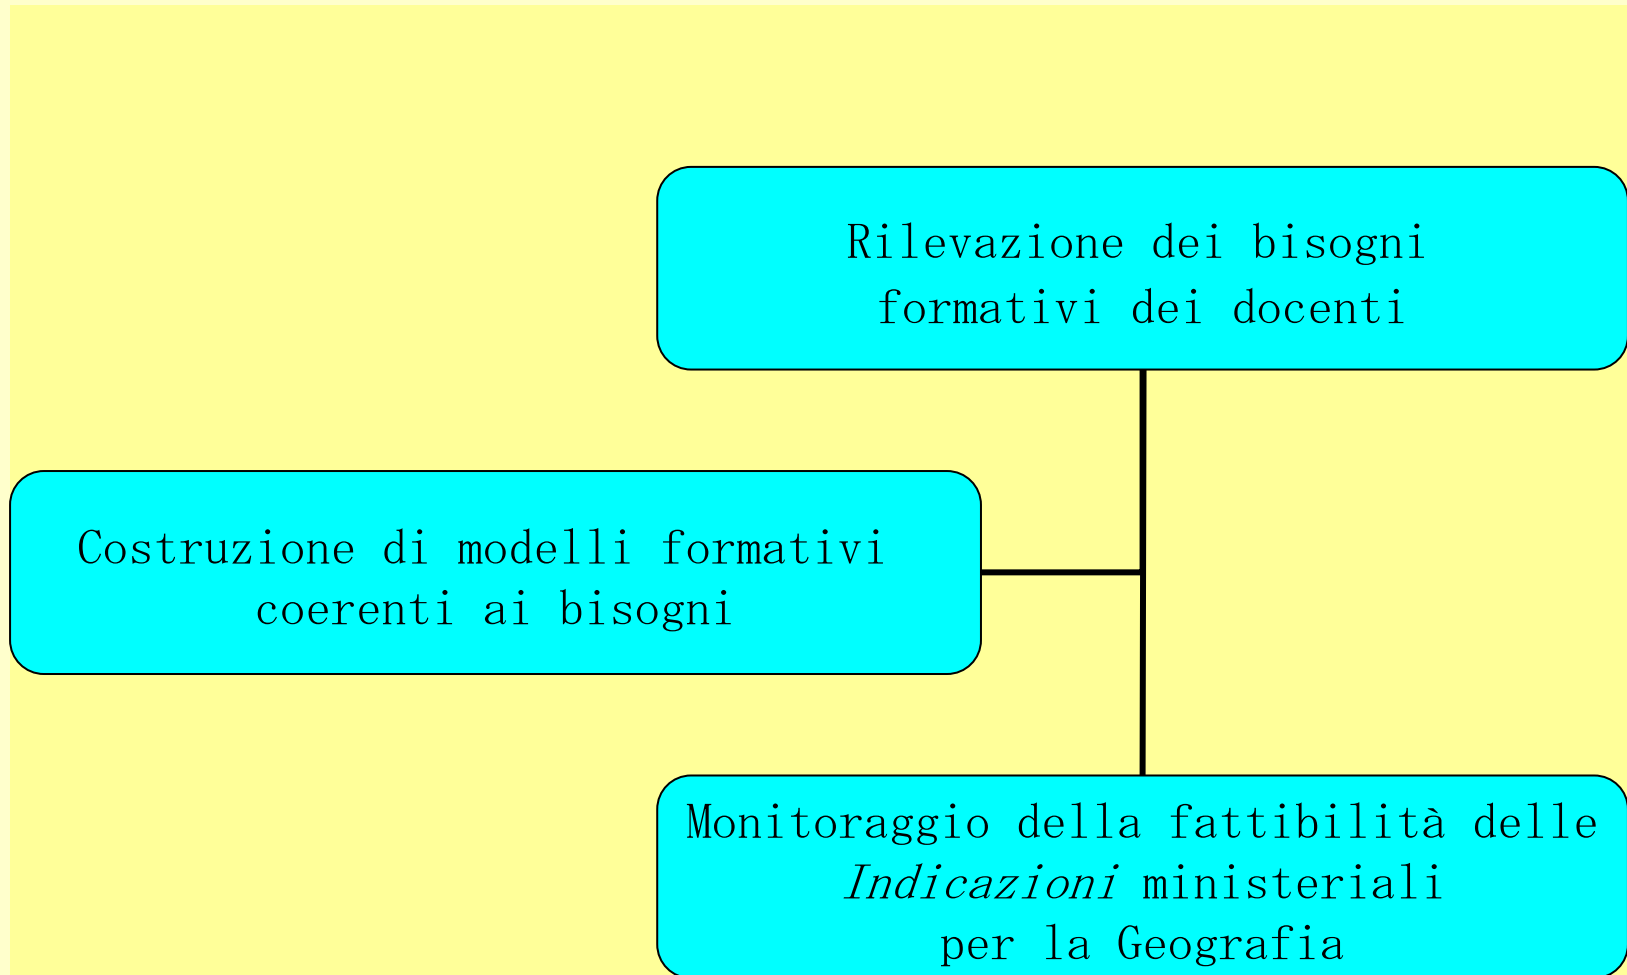 Rilevazione dei bisogni
formativi dei docenti
Costruzione di modelli formativi
coerenti ai bisogni
Monitoraggio della fattibilità delle
Indicazioni ministeriali
per la Geografia